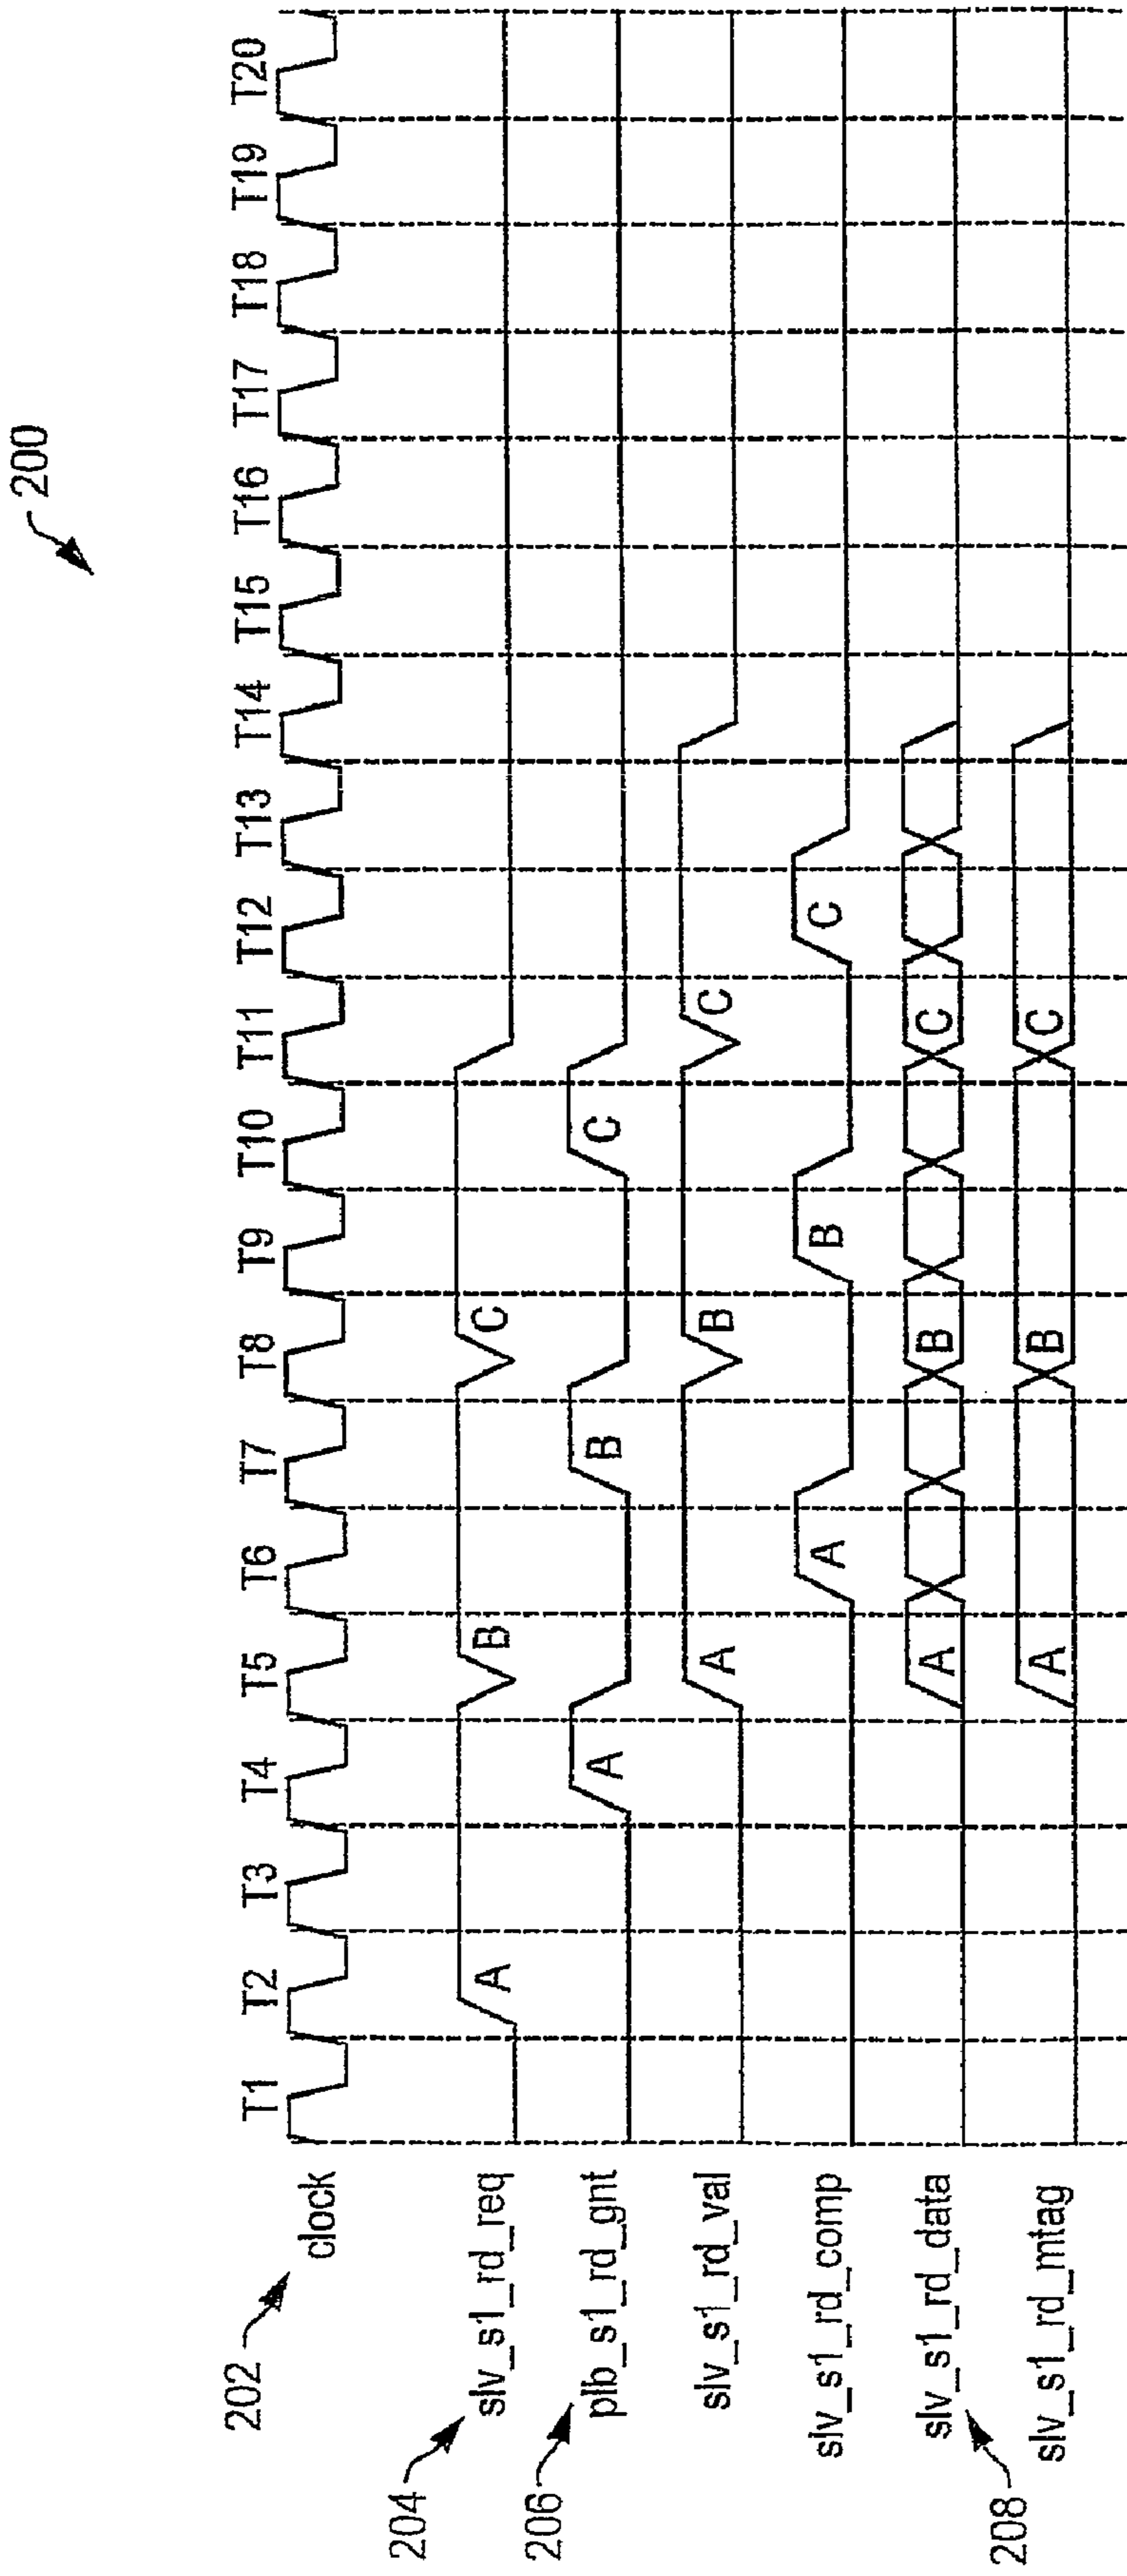 200
T1 T2 T3 T4 T5 T6 T7 T8 T9 T10 T11 T12 T13 T14 T15 T16 T17 T18 T19 T20
202
clock
204
slv_s1_rd_req
A B C
206
plb_s1_rd_gnt
A B C
slv_s1_rd_val
A B C
slv_s1_rd_comp
A B C
slv_s1_rd_data
A B C
208
slv_s1_rd_mtag
A B C